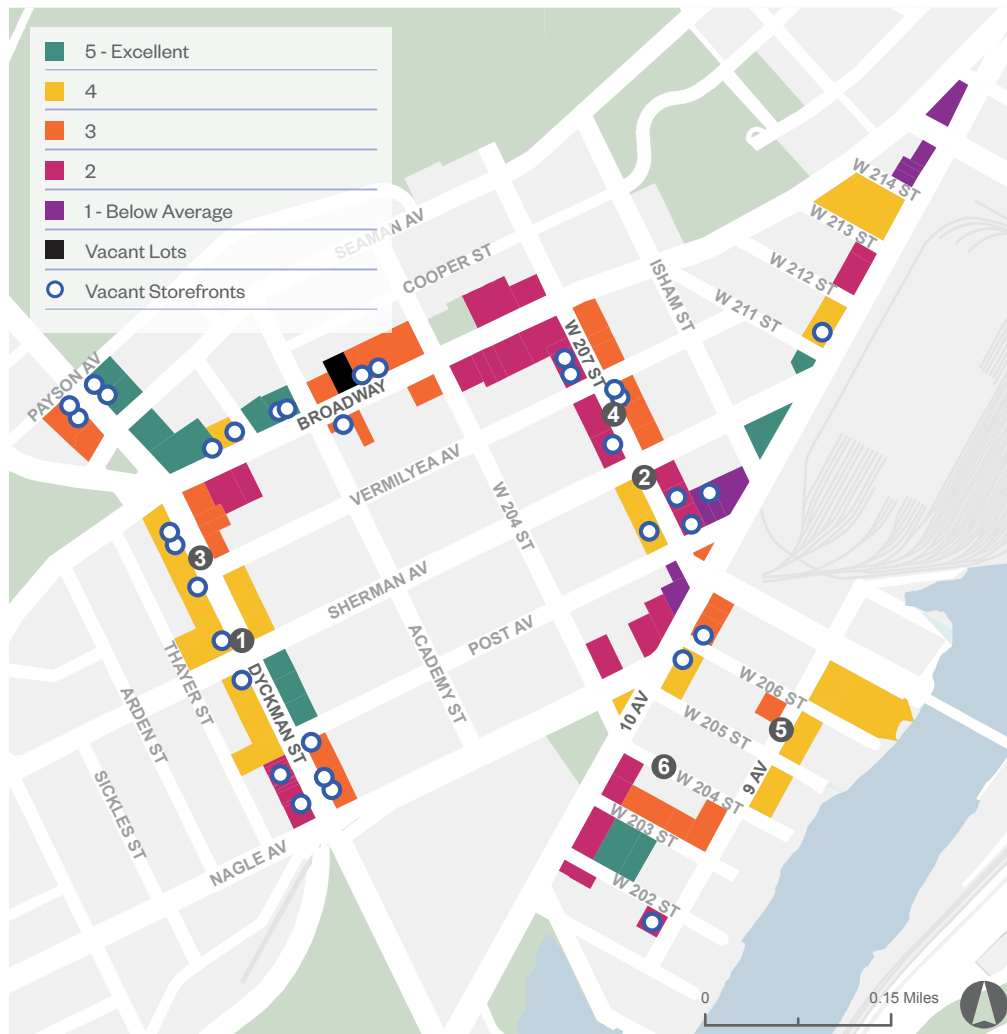 5 - Excellent
4
3
2
1 - Below Average
Vacant Lots
Vacant Storefronts
SEAMAN AV
COOPER ST
W 214 ST
W 213 ST
W 212 ST
W 211 ST
ISHAM ST
PAYSON AV
BROADWAY
W 207 ST
4
VERMILYEA AV
2
W 204 ST
3
SHERMAN AV
POST AV
1
THAYER ST
DYCKMAN ST
ACADEMY ST
ARDEN ST
SICKLES ST
NAGLE AV
10 AV
W 206 ST
5
W 205 ST
6
9 AV
W 204 ST
W 203 ST
W 202 ST
0
0.15 Miles